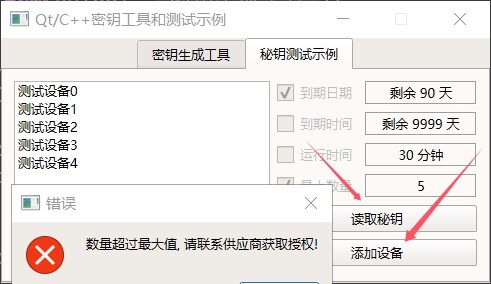 Qt/C++密钥工具和测试示例
密钥生成工具
秘钥测试示例
测试设备0
测试设备1
测试设备2
测试设备3
测试设备4
到期日期
剩余 90 天
到期时间
剩余 9999 天
运行时间
30 分钟
最大数量
5
读取秘钥
添加设备
错误
数量超过最大值, 请联系供应商获取授权!